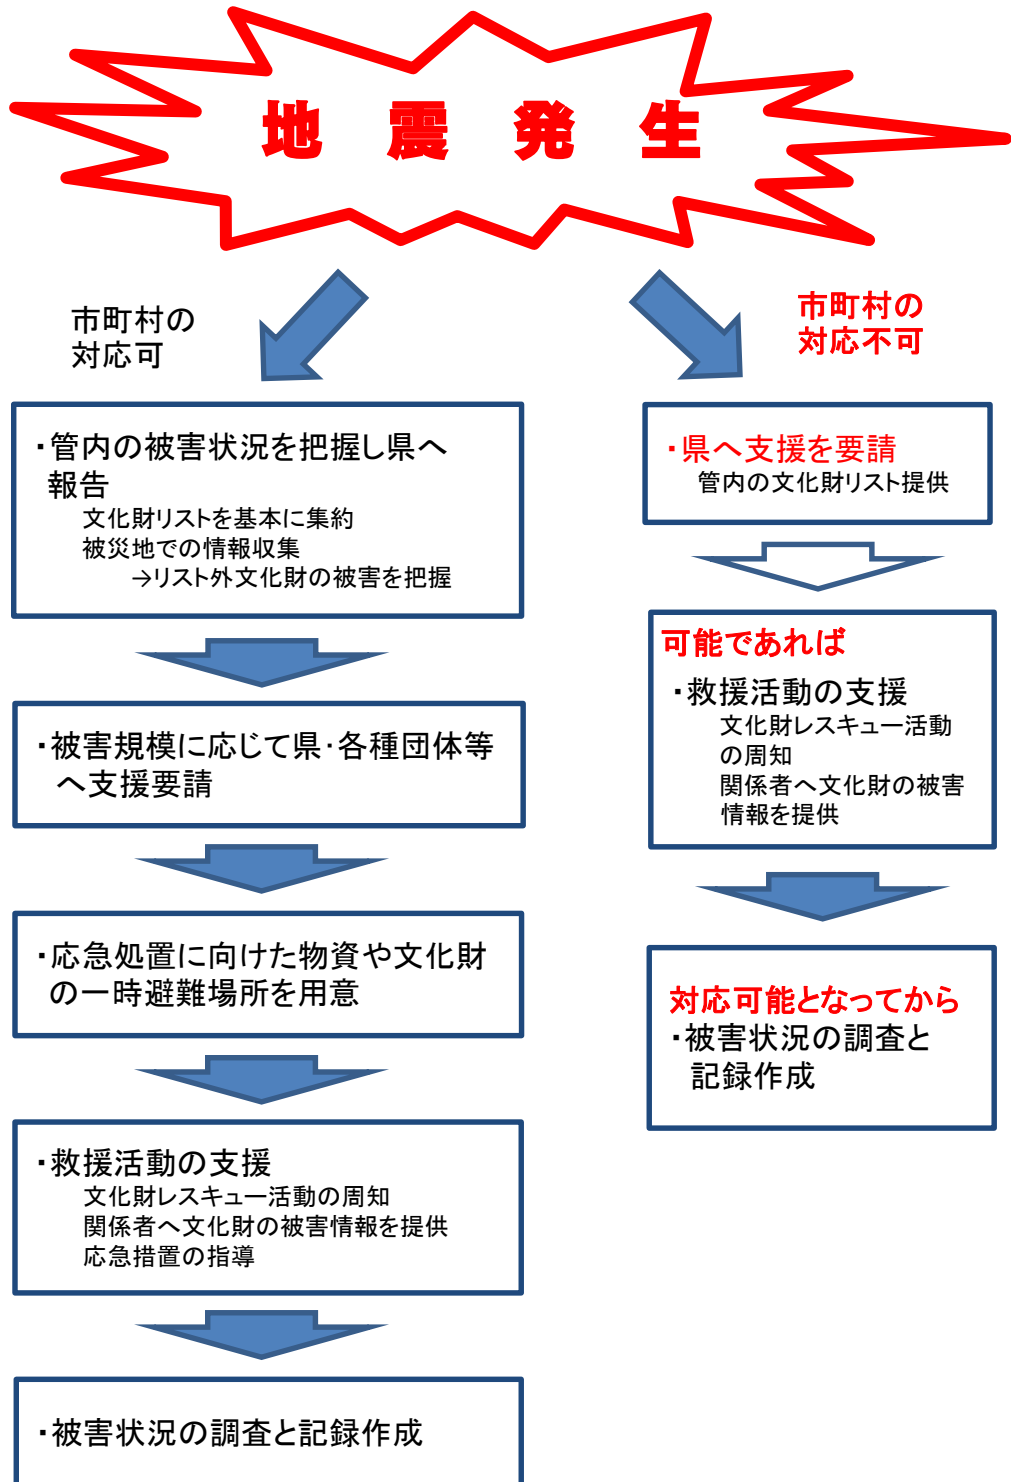 地震発生
市町村の
対応可
・管内の被害状況を把握し県へ
報告
文化財リストを基本に集約
被災地での情報収集
→リスト外文化財の被害を把握
・被害規模に応じて県・各種団体等
へ支援要請
・応急処置に向けた物資や文化財
の一時避難場所を用意
・救援活動の支援
文化財レスキュー活動の周知
関係者へ文化財の被害情報を提供
応急措置の指導
・被害状況の調査と記録作成
市町村の
対応不可
・県へ支援を要請
管内の文化財リスト提供
可能であれば
・救援活動の支援
文化財レスキュー活動
の周知
関係者へ文化財の被害
情報を提供
対応可能となってから
・被害状況の調査と
記録作成